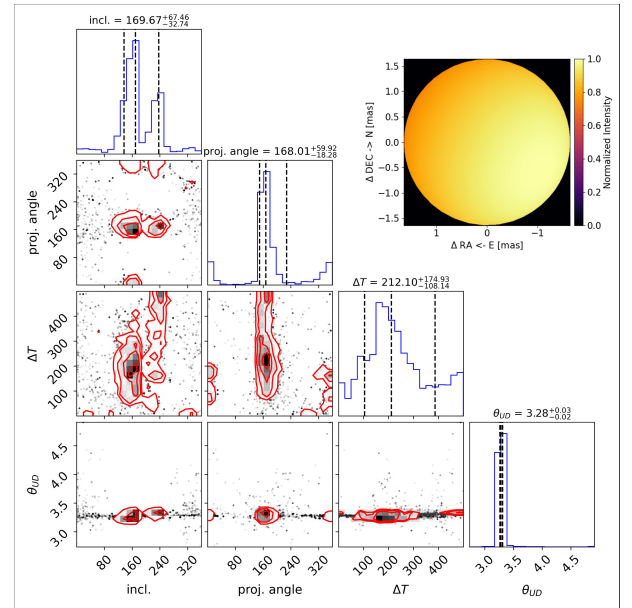 incl. = 169.67+67.46 −32.74
proj. angle = 168.01+59.92 −18.28
ΔT = 212.10+174.93 −108.14
θUD = 3.28+0.03 −0.02
Δ DEC -> N [mas]
1.5
1.0
0.5
0.0
−0.5
−1.0
−1.5
1 0 −1
Δ RA <- E [mas]
1.0
0.8
0.6
0.4
0.2
0.0
Normalized Intensity
proj. angle
320
240
160
80
ΔT
400
300
200
100
θUD
4.5
4.0
3.5
3.0
80 160 240 320
incl.
80 160 240 320
proj. angle
100 200 300 400
ΔT
3.0 3.5 4.0 4.5
θUD